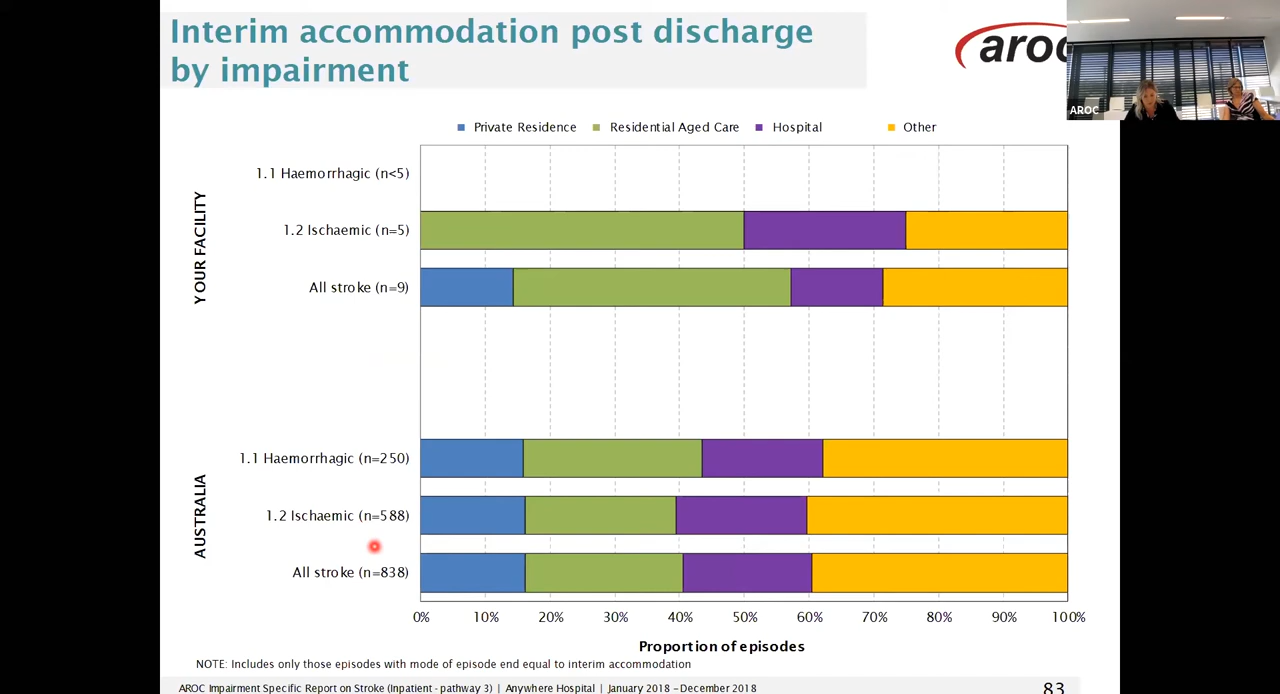 Interim accommodation post discharge
by impairment
AROC
Private Residence Residential Aged Care Hospital Other
YOUR FACILITY
1.1 Haemorrhagic (n<5)
1.2 Ischaemic (n=5)
All stroke (n=9)
AUSTRALIA
1.1 Haemorrhagic (n=250)
1.2 Ischaemic (n=588)
All stroke (n=838)
0% 10% 20% 30% 40% 50% 60% 70% 80% 90% 100%
Proportion of episodes
NOTE: Includes only those episodes with mode of episode end equal to interim accommodation
AROC Impairment Specific Report on Stroke (Inpatient - pathway 3) | Anywhere Hospital | January 2018 – December 2018
83